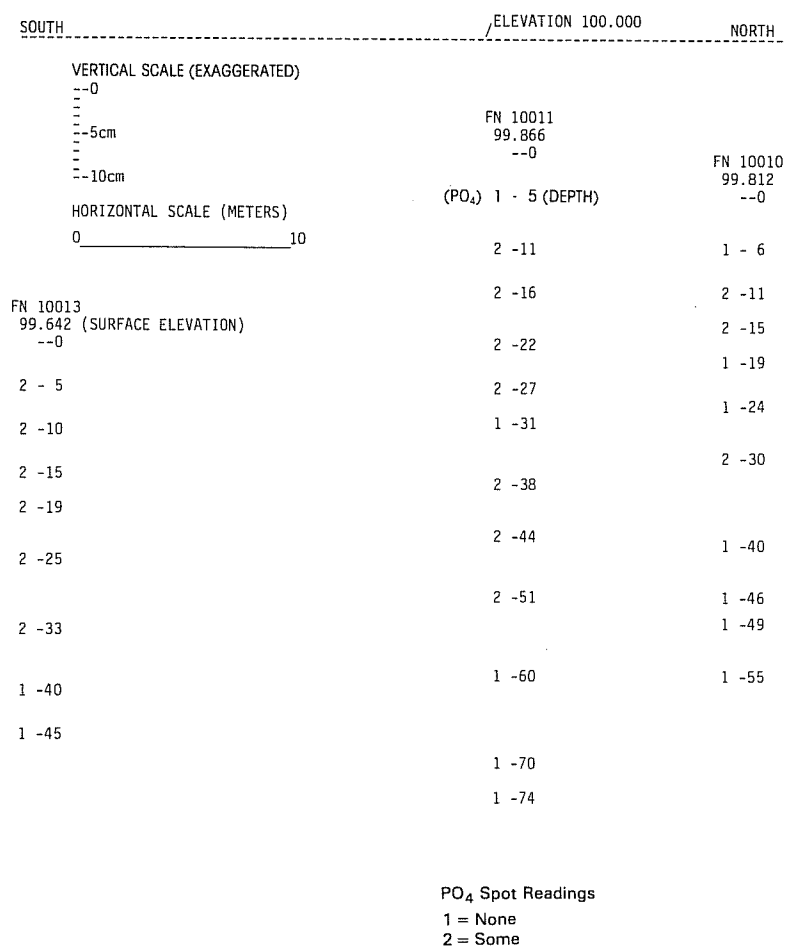 SOUTH /ELEVATION 100.000 NORTH
VERTICAL SCALE (EXAGGERATED)
--0
--5cm
--10cm
HORIZONTAL SCALE (METERS)
0 10
FN 10011
99.866
--0
(PO₄) 1 - 5 (DEPTH)
2 -11
2 -16
2 -22
2 -27
1 -31
2 -38
2 -44
2 -51
1 -60
1 -70
1 -74
FN 10010
99.812
--0
1 - 6
2 -11
2 -15
1 -19
1 -24
2 -30
1 -40
1 -46
1 -49
1 -55
FN 10013
99.642 (SURFACE ELEVATION)
--0
2 - 5
2 -10
2 -15
2 -19
2 -25
2 -33
1 -40
1 -45
PO₄ Spot Readings
1 = None
2 = Some